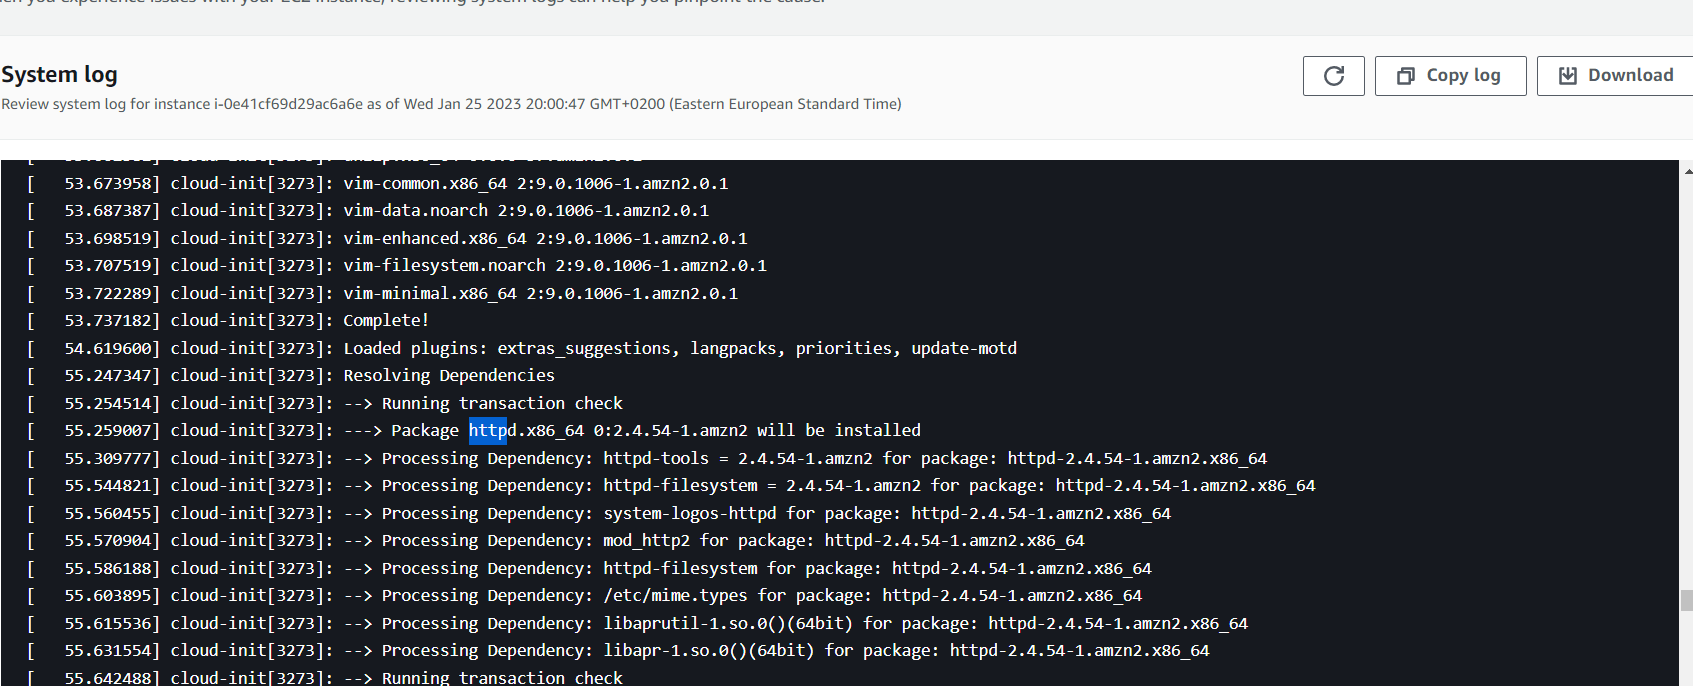 you experience issues with your EC2 instance, reviewing system logs can help you pinpoint the cause.
System log
Copy log
Download
Review system log for instance i-0e41cf69d29ac6a6e as of Wed Jan 25 2023 20:00:47 GMT+0200 (Eastern European Standard Time)
[ 53.673958] cloud-init[3273]: vim-common.x86_64 2:9.0.1006-1.amzn2.0.1
[ 53.687387] cloud-init[3273]: vim-data.noarch 2:9.0.1006-1.amzn2.0.1
[ 53.698519] cloud-init[3273]: vim-enhanced.x86_64 2:9.0.1006-1.amzn2.0.1
[ 53.707519] cloud-init[3273]: vim-filesystem.noarch 2:9.0.1006-1.amzn2.0.1
[ 53.722289] cloud-init[3273]: vim-minimal.x86_64 2:9.0.1006-1.amzn2.0.1
[ 53.737182] cloud-init[3273]: Complete!
[ 54.619600] cloud-init[3273]: Loaded plugins: extras_suggestions, langpacks, priorities, update-motd
[ 55.247347] cloud-init[3273]: Resolving Dependencies
[ 55.254514] cloud-init[3273]: --> Running transaction check
[ 55.259007] cloud-init[3273]: ---> Package httpd.x86_64 0:2.4.54-1.amzn2 will be installed
[ 55.309777] cloud-init[3273]: --> Processing Dependency: httpd-tools = 2.4.54-1.amzn2 for package: httpd-2.4.54-1.amzn2.x86_64
[ 55.544821] cloud-init[3273]: --> Processing Dependency: httpd-filesystem = 2.4.54-1.amzn2 for package: httpd-2.4.54-1.amzn2.x86_64
[ 55.560455] cloud-init[3273]: --> Processing Dependency: system-logos-httpd for package: httpd-2.4.54-1.amzn2.x86_64
[ 55.570904] cloud-init[3273]: --> Processing Dependency: mod_http2 for package: httpd-2.4.54-1.amzn2.x86_64
[ 55.586188] cloud-init[3273]: --> Processing Dependency: httpd-filesystem for package: httpd-2.4.54-1.amzn2.x86_64
[ 55.603895] cloud-init[3273]: --> Processing Dependency: /etc/mime.types for package: httpd-2.4.54-1.amzn2.x86_64
[ 55.615536] cloud-init[3273]: --> Processing Dependency: libaprutil-1.so.0()(64bit) for package: httpd-2.4.54-1.amzn2.x86_64
[ 55.631554] cloud-init[3273]: --> Processing Dependency: libapr-1.so.0()(64bit) for package: httpd-2.4.54-1.amzn2.x86_64
[ 55.642488] cloud-init[3273]: --> Running transaction check